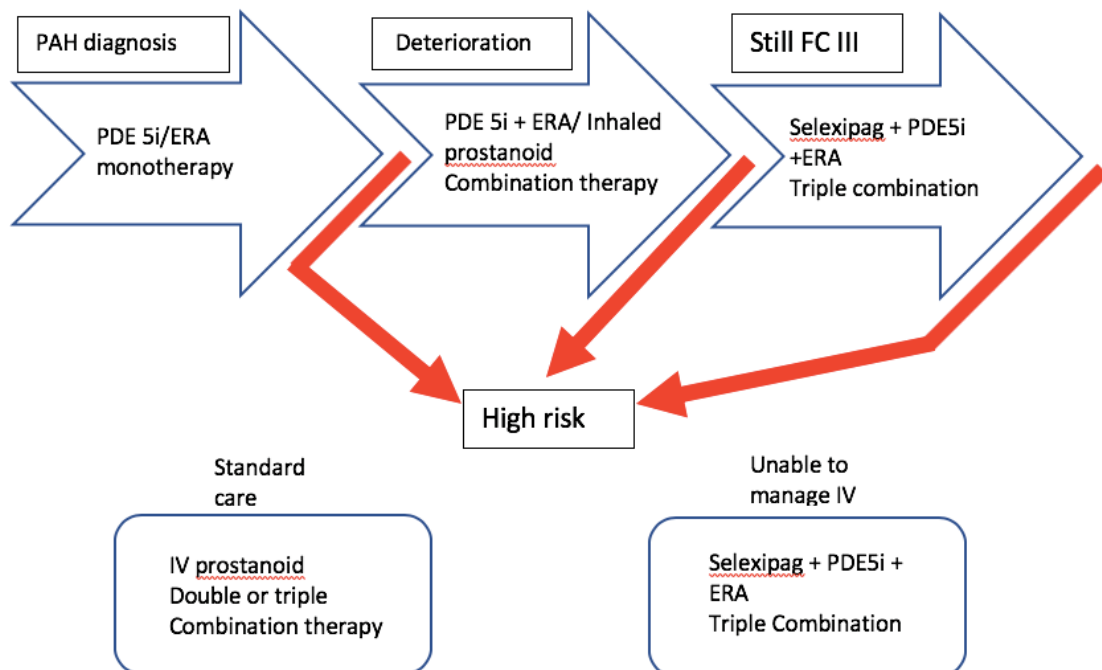 PAH diagnosis
PDE 5i/ERA
monotherapy
Deterioration
PDE 5i + ERA/ Inhaled
prostanoid
Combination therapy
Still FC III
Selexipag + PDE5i
+ERA
Triple combination
High risk
Standard
care
IV prostanoid
Double or triple
Combination therapy
Unable to
manage IV
Selexipag + PDE5i +
ERA
Triple Combination